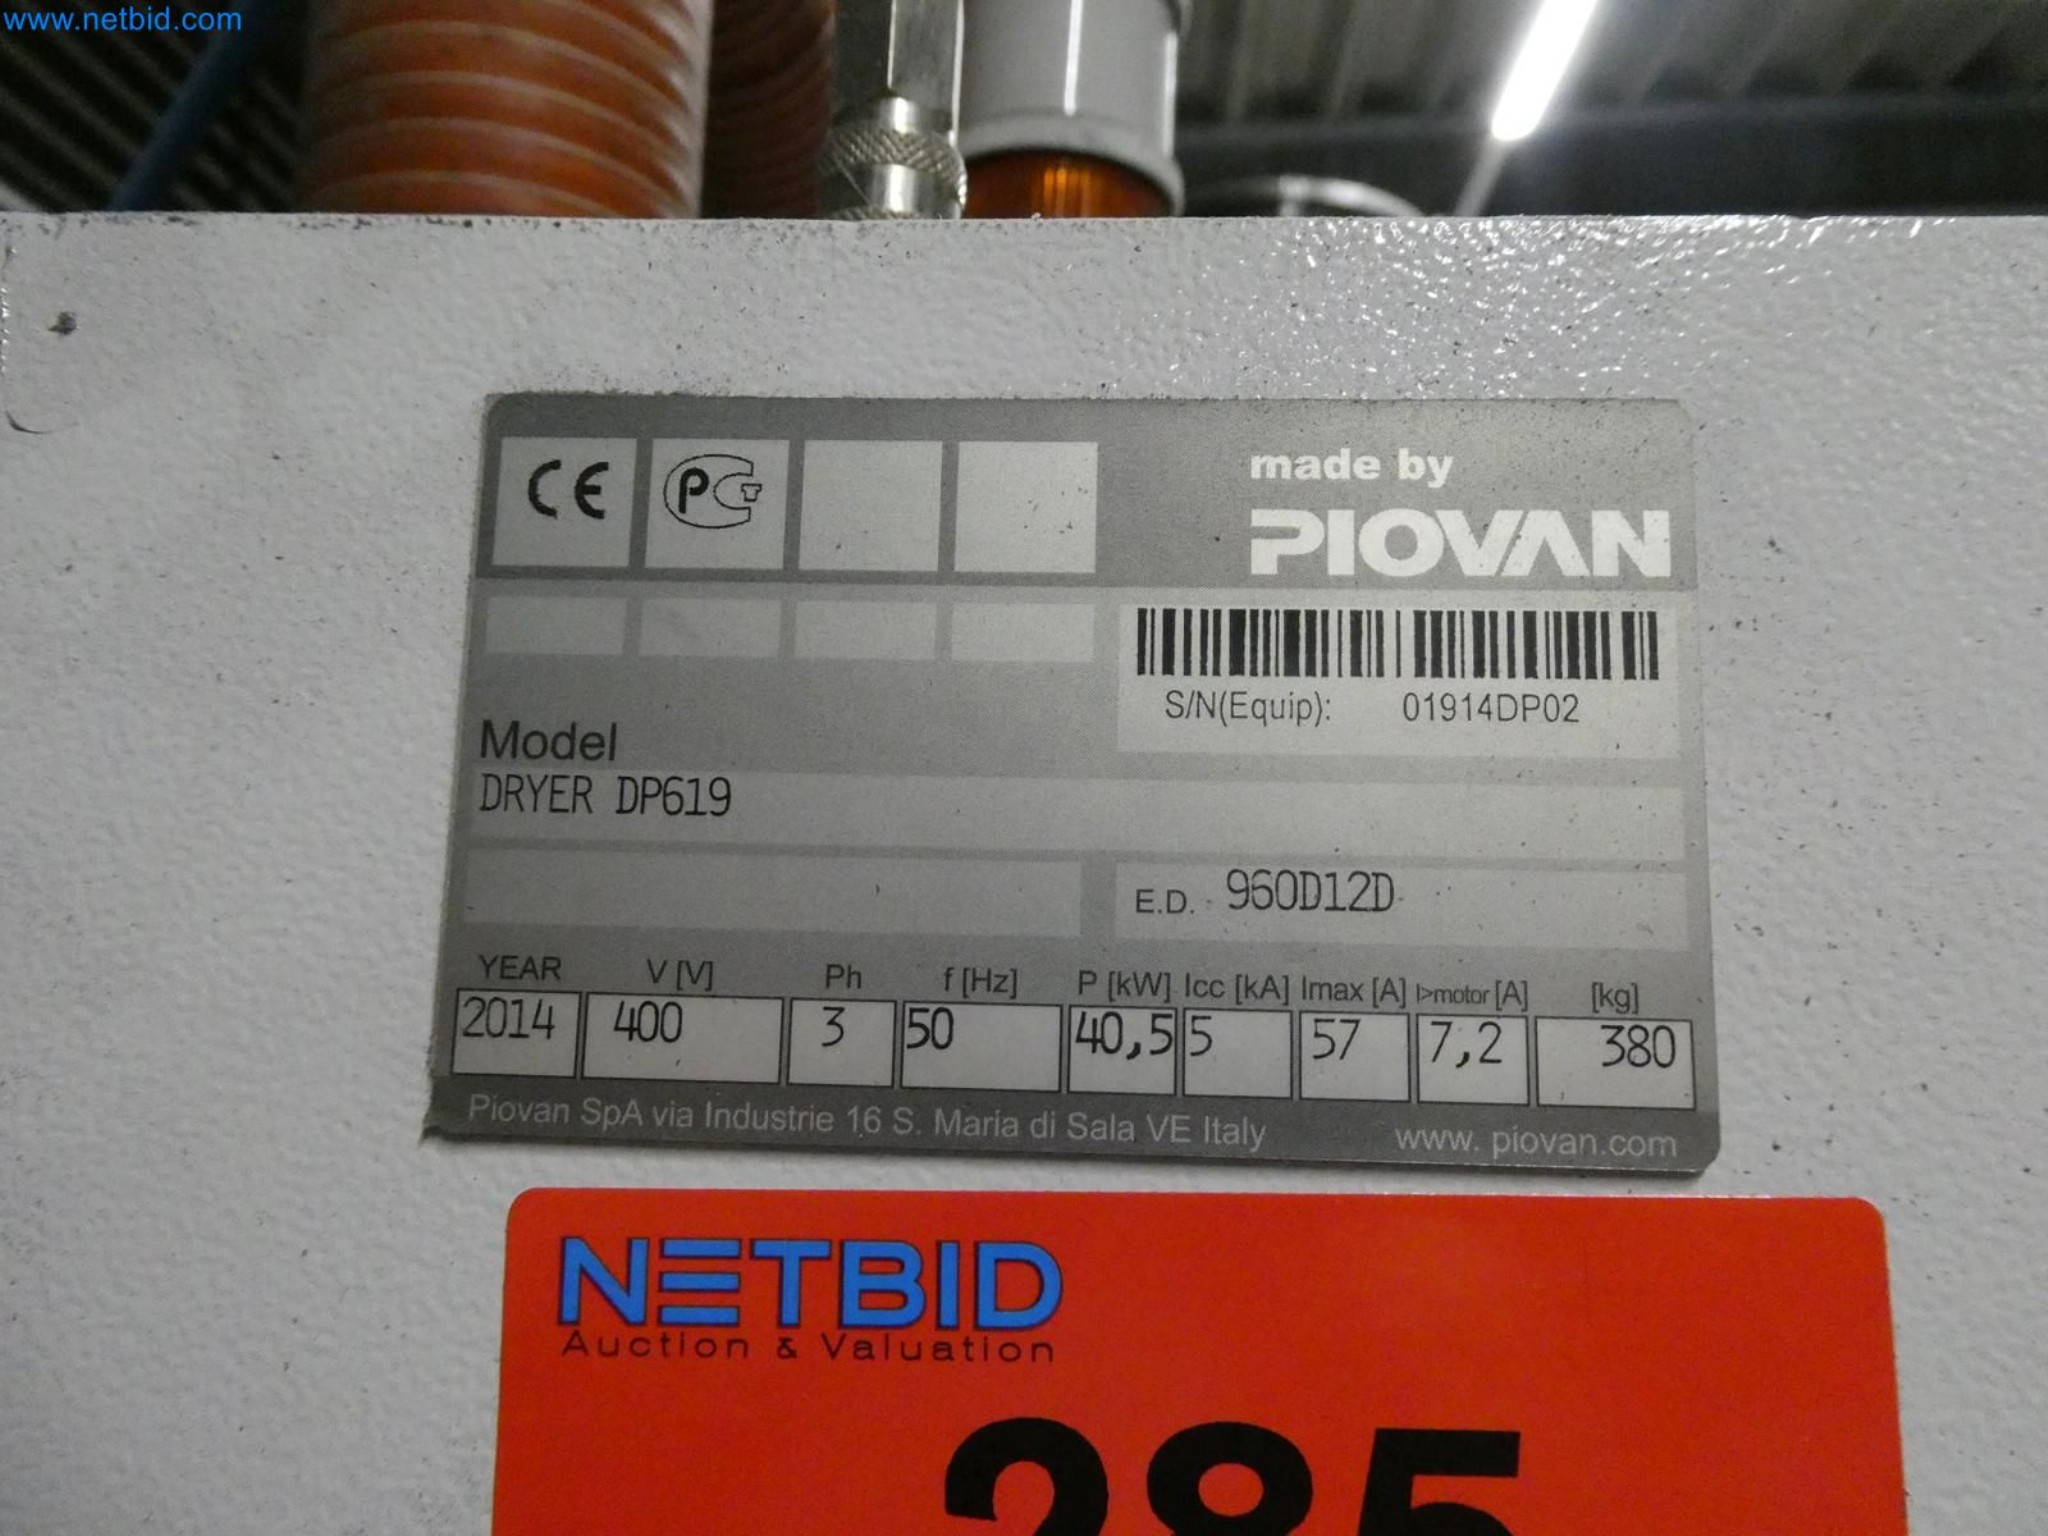 www.netbid.com
CE PCT
made by
PIOVAN
S/N(Equip): 01914DP02
Model
DRYER DP619
E.D. 960D12D
YEAR V [V] Ph f [Hz] P [kW] Icc [kA] Imax [A] I>motor [A] [kg]
2014 400 3 50 40,5 5 57 7,2 380
Piovan SpA via Industrie 16 S. Maria di Sala VE Italy www. piovan.com
NETBID
Auction & Valuation
285